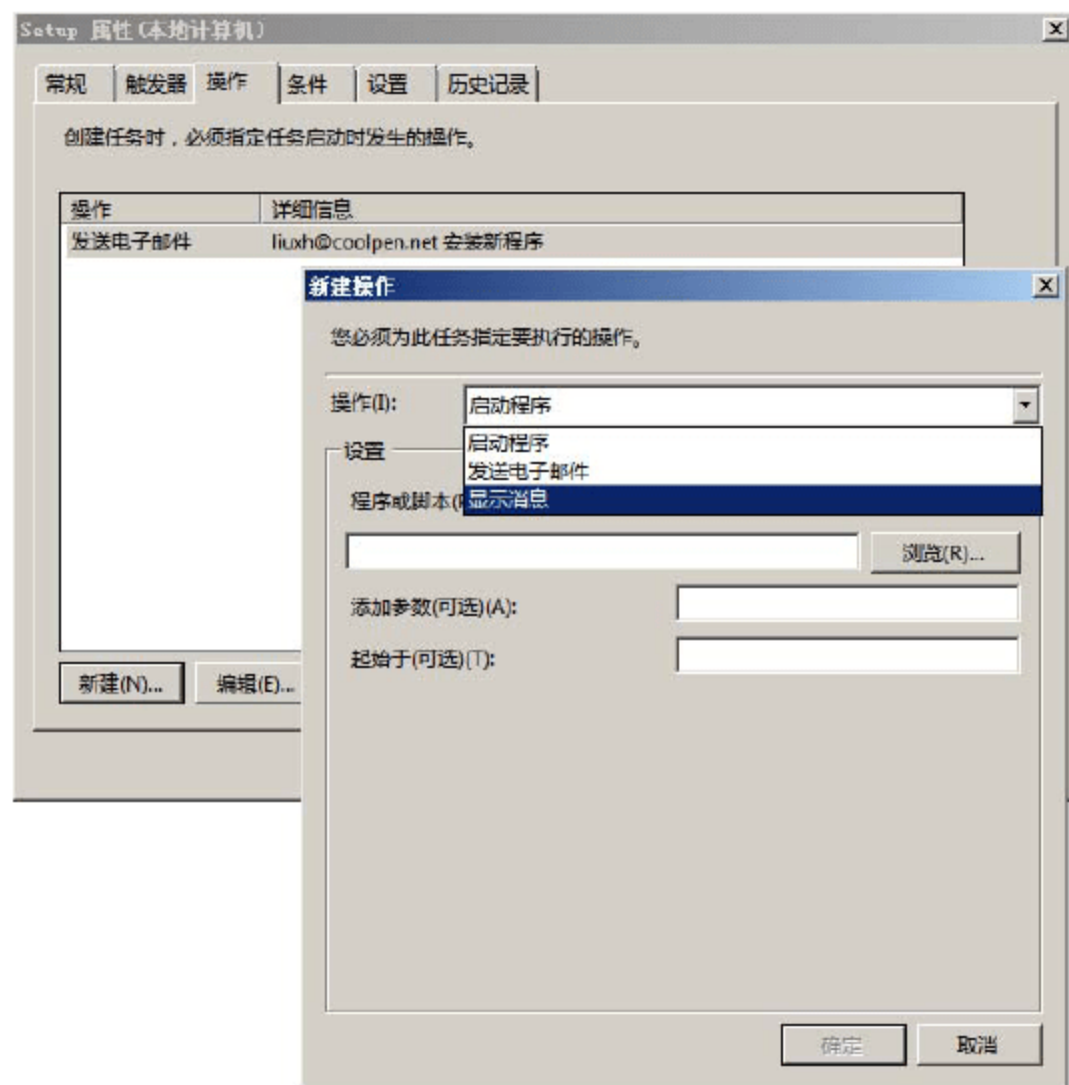 Setup 属性(本地计算机)
常规 触发器 操作 条件 设置 历史记录
创建任务时，必须指定任务启动时发生的操作。
操作 详细信息
发送电子邮件 liuxh@coolpen.net 安装新程序
新建操作
您必须为此任务指定要执行的操作。
操作(I): 启动程序
启动程序
设置
发送电子邮件
程序或脚本(P
显示消息
浏览(R)...
添加参数(可选)(A):
起始于(可选)(T):
新建(N)... 编辑(E)...
确定 取消